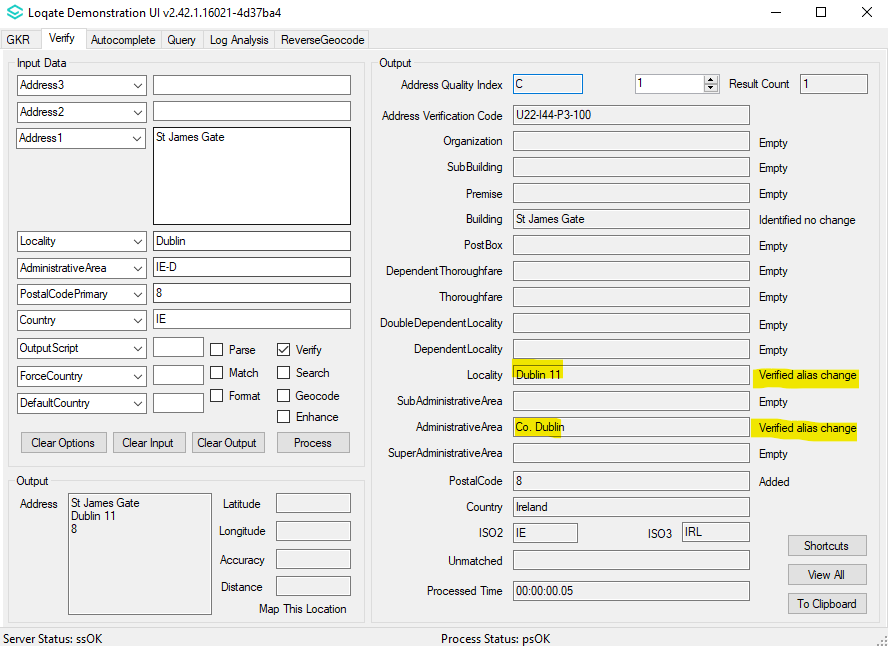 Loqate Demonstration UI v2.42.1.16021-4d37ba4
GKR Verify Autocomplete Query Log Analysis ReverseGeocode
Input Data
Address3
Address2
Address1 St James Gate
Locality Dublin
AdministrativeArea IE-D
PostalCodePrimary 8
Country IE
OutputScript Parse Verify
Match Search
ForceCountry
Format Geocode
DefaultCountry
Enhance
Clear Options Clear Input Clear Output Process
Output
Address St James Gate
Dublin 11
8
Latitude
Longitude
Accuracy
Distance
Map This Location
Output
Address Quality Index C 1 Result Count 1
Address Verification Code U22-I44-P3-100
Organization Empty
SubBuilding Empty
Premise Empty
Building St James Gate Identified no change
PostBox Empty
DependentThoroughfare Empty
Thoroughfare Empty
DoubleDependentLocality Empty
DependentLocality Empty
Locality Dublin 11 Verified alias change
SubAdministrativeArea Empty
AdministrativeArea Co. Dublin Verified alias change
SuperAdministrativeArea Empty
PostalCode 8 Added
Country Ireland
ISO2 IE ISO3 IRL
Unmatched
Processed Time 00:00:00.05
Shortcuts
View All
To Clipboard
Server Status: ssOK Process Status: psOK